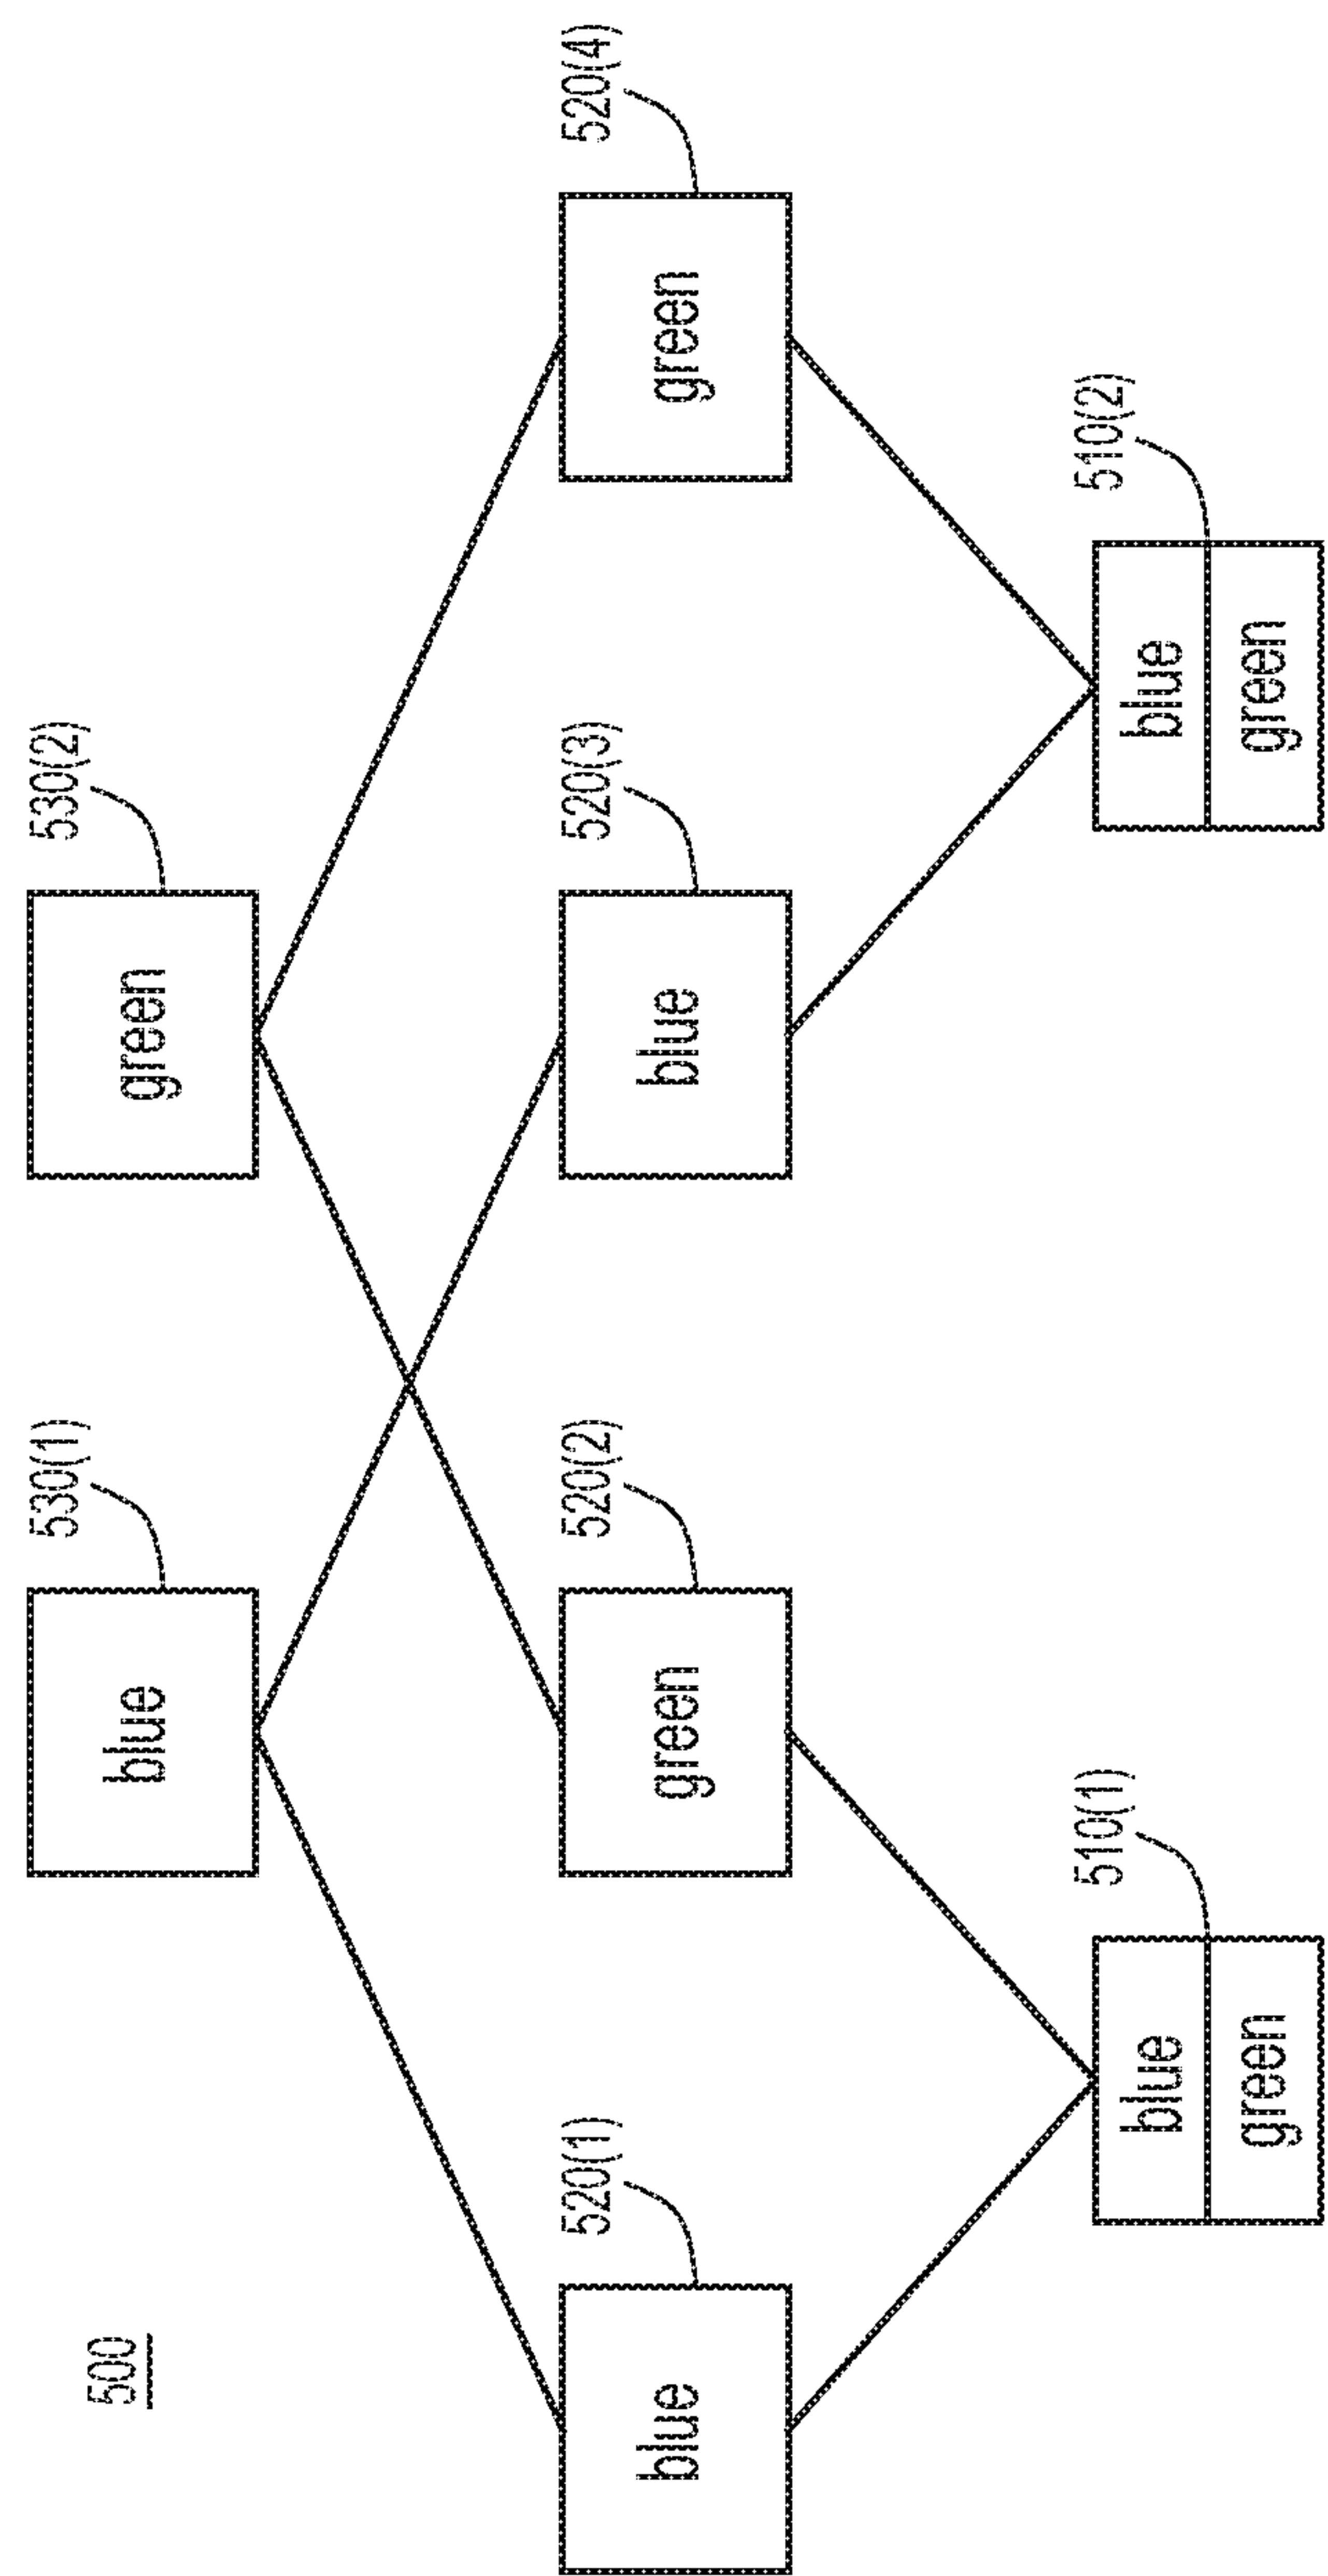 500
530(1)
530(2)
blue
green
520(1)
520(2)
520(3)
520(4)
blue
green
blue
green
510(1)
510(2)
blue
green
blue
green